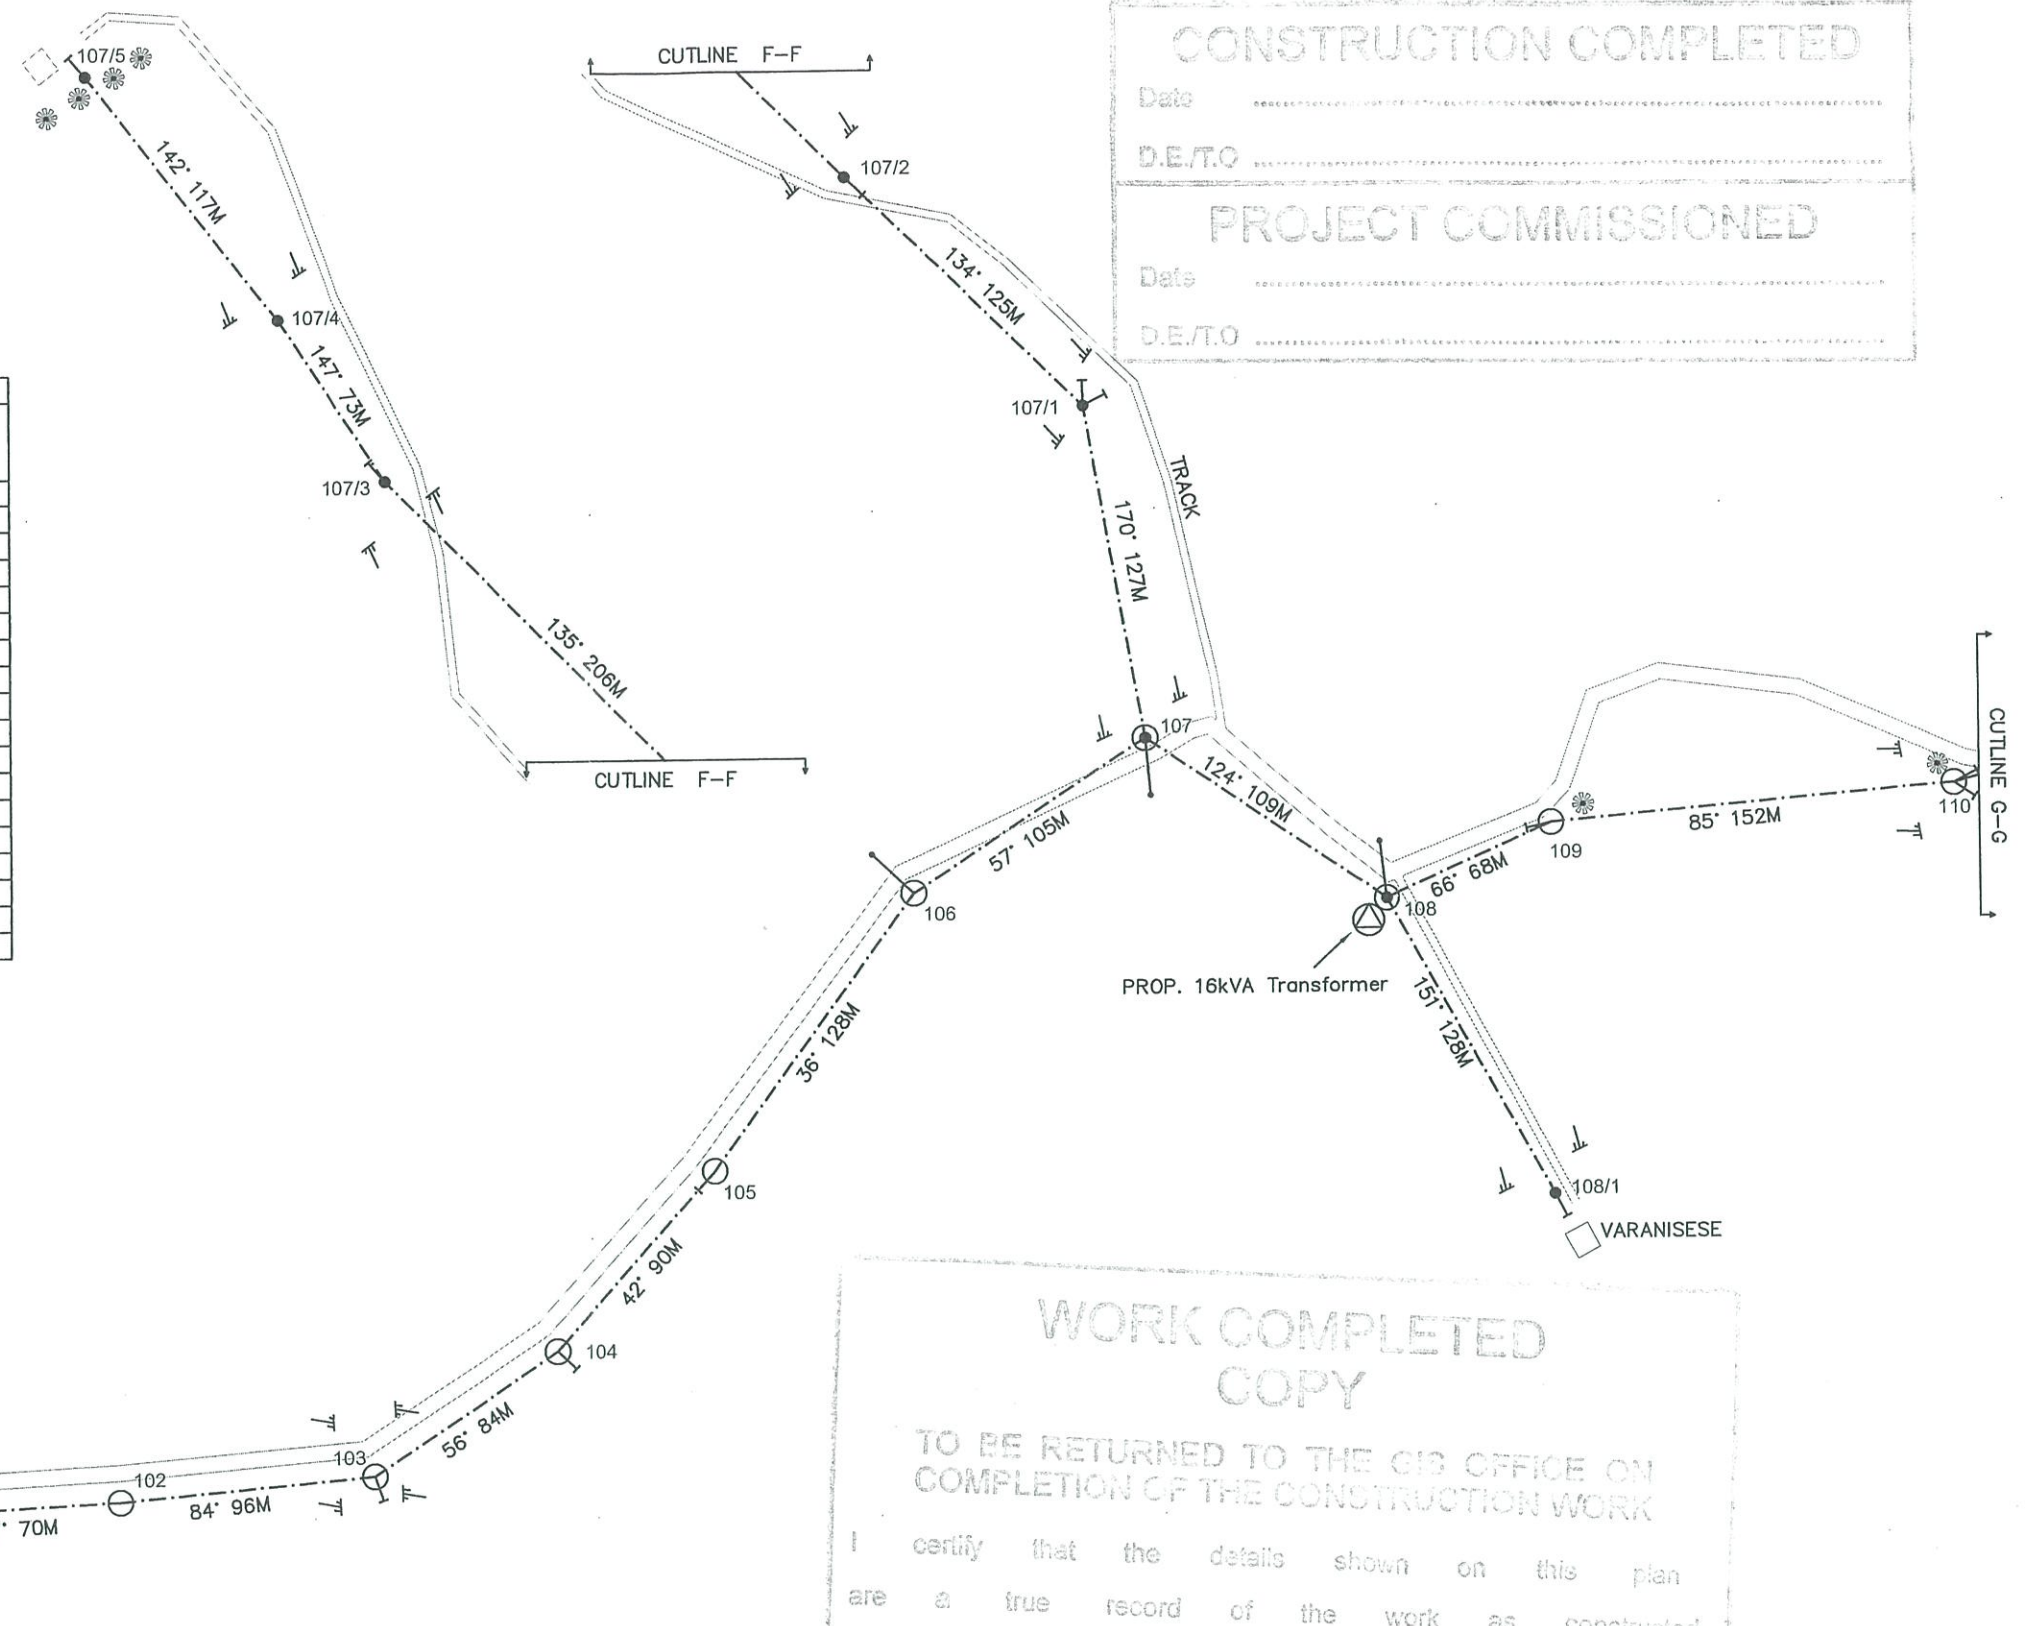 CONSTRUCTION COMPLETED
Date
D.E./T.O
PROJECT COMMISSIONED
Date
D.E./T.O
107/5
142° 117M
107/4
147° 73M
107/3
135° 206M
CUTLINE F-F
CUTLINE F-F
107/2
134° 125M
107/1
TRACK
170° 127M
107
124° 109M
57° 105M
106
108
66° 68M
109
85° 152M
110
CUTLINE G-G
PROP. 16kVA Transformer
151° 128M
108/1
VARANISESE
36° 128M
105
42° 90M
104
56° 84M
103
102
84° 96M
° 70M
WORK COMPLETED
COPY
TO BE RETURNED TO THE GIS OFFICE ON
COMPLETION OF THE CONSTRUCTION WORK
I certify that the details shown on this plan
are a true record of the work as constructed